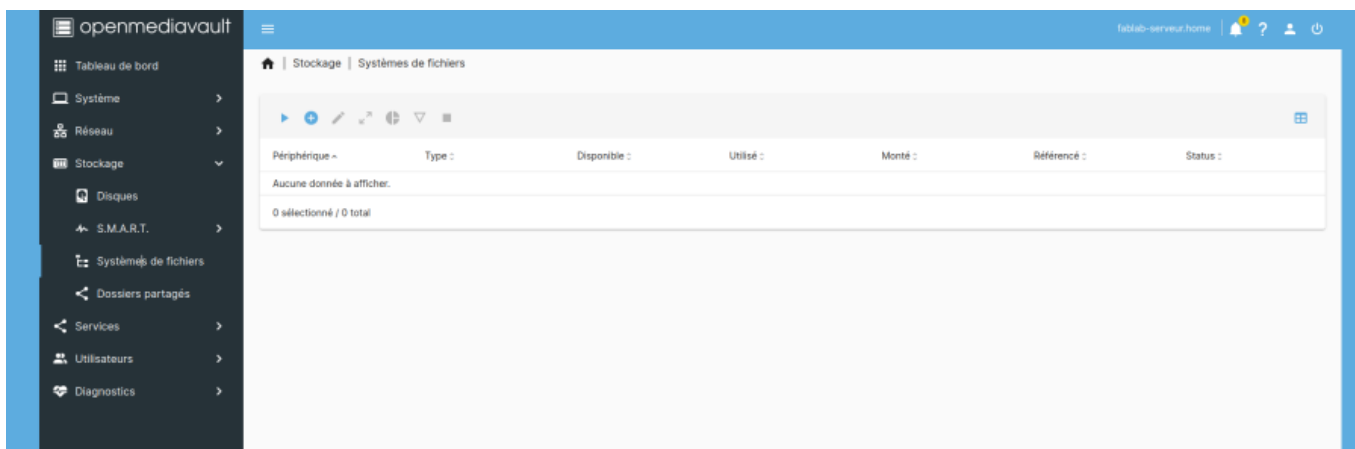 openmediavault
fablab-serveur.home
Tableau de bord
Système
Réseau
Stockage
Disques
S.M.A.R.T.
Systèmes de fichiers
Dossiers partagés
Services
Utilisateurs
Diagnostics
| Stockage | Systèmes de fichiers
Périphérique Type Disponible Utilisé Monté Référencé Status
Aucune donnée à afficher.
0 sélectionné / 0 total